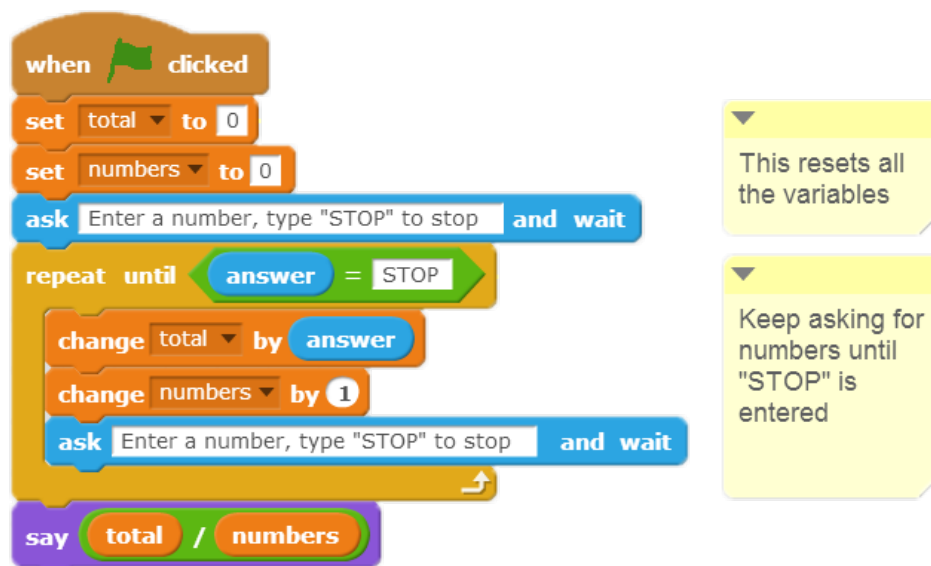 when clicked
set total to 0
set numbers to 0
ask Enter a number, type "STOP" to stop and wait
repeat until answer = STOP
change total by answer
change numbers by 1
ask Enter a number, type "STOP" to stop and wait
say total / numbers
This resets all
the variables
Keep asking for
numbers until
"STOP" is
entered